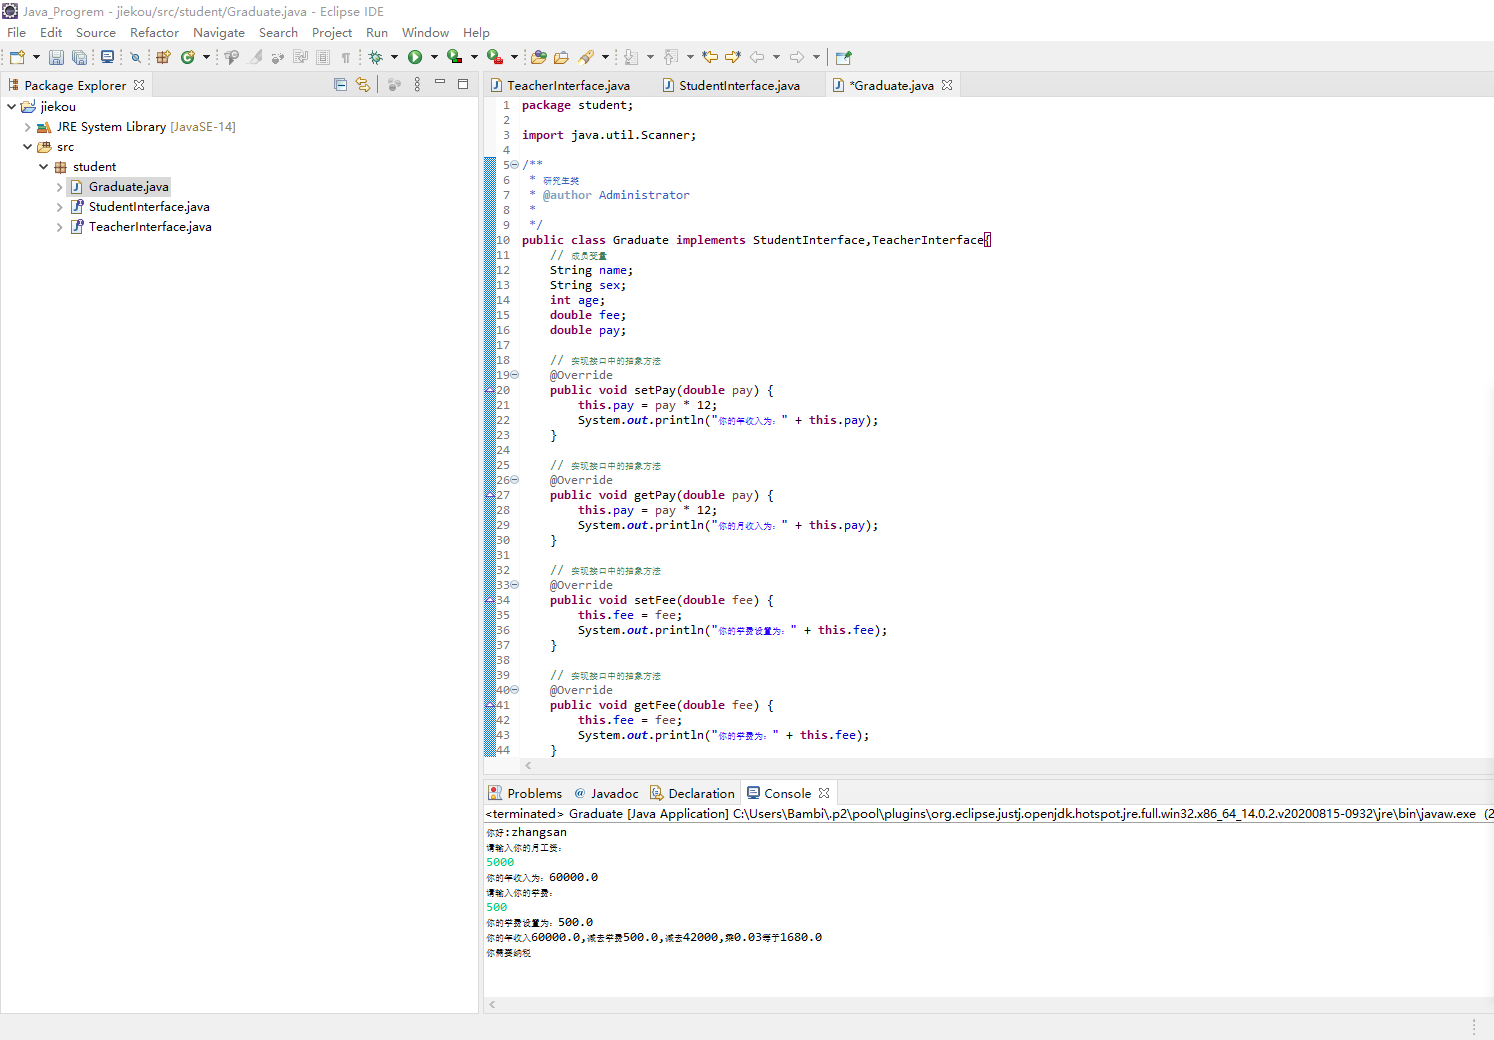 Java_Progrem - jiekou/src/student/Graduate.java - Eclipse IDE
File Edit Source Refactor Navigate Search Project Run Window Help
Package Explorer
jiekou
JRE System Library [JavaSE-14]
src
student
Graduate.java
StudentInterface.java
TeacherInterface.java
TeacherInterface.java StudentInterface.java *Graduate.java
1 package student;
2
3 import java.util.Scanner;
4
5 /**
6 * 研究生类
7 * @author Administrator
8 *
9 */
10 public class Graduate implements StudentInterface,TeacherInterface{
11 // 成员变量
12 String name;
13 String sex;
14 int age;
15 double fee;
16 double pay;
17
18 // 实现接口中的抽象方法
19 @Override
20 public void setPay(double pay) {
21 this.pay = pay * 12;
22 System.out.println("你的年收入为：" + this.pay);
23 }
24
25 // 实现接口中的抽象方法
26 @Override
27 public void getPay(double pay) {
28 this.pay = pay * 12;
29 System.out.println("你的月收入为：" + this.pay);
30 }
31
32 // 实现接口中的抽象方法
33 @Override
34 public void setFee(double fee) {
35 this.fee = fee;
36 System.out.println("你的学费设置为：" + this.fee);
37 }
38
39 // 实现接口中的抽象方法
40 @Override
41 public void getFee(double fee) {
42 this.fee = fee;
43 System.out.println("你的学费为：" + this.fee);
44 }
Problems @ Javadoc Declaration Console
<terminated> Graduate [Java Application] C:\Users\Bambi\.p2\pool\plugins\org.eclipse.justj.openjdk.hotspot.jre.full.win32.x86_64_14.0.2.v20200815-0932\jre\bin\javaw.exe (2
你好:zhangsan
请输入你的月工资：
5000
你的年收入为：60000.0
请输入你的学费：
500
你的学费设置为：500.0
你的年收入60000.0,减去学费500.0,减去42000,乘0.03等于1680.0
你需要纳税